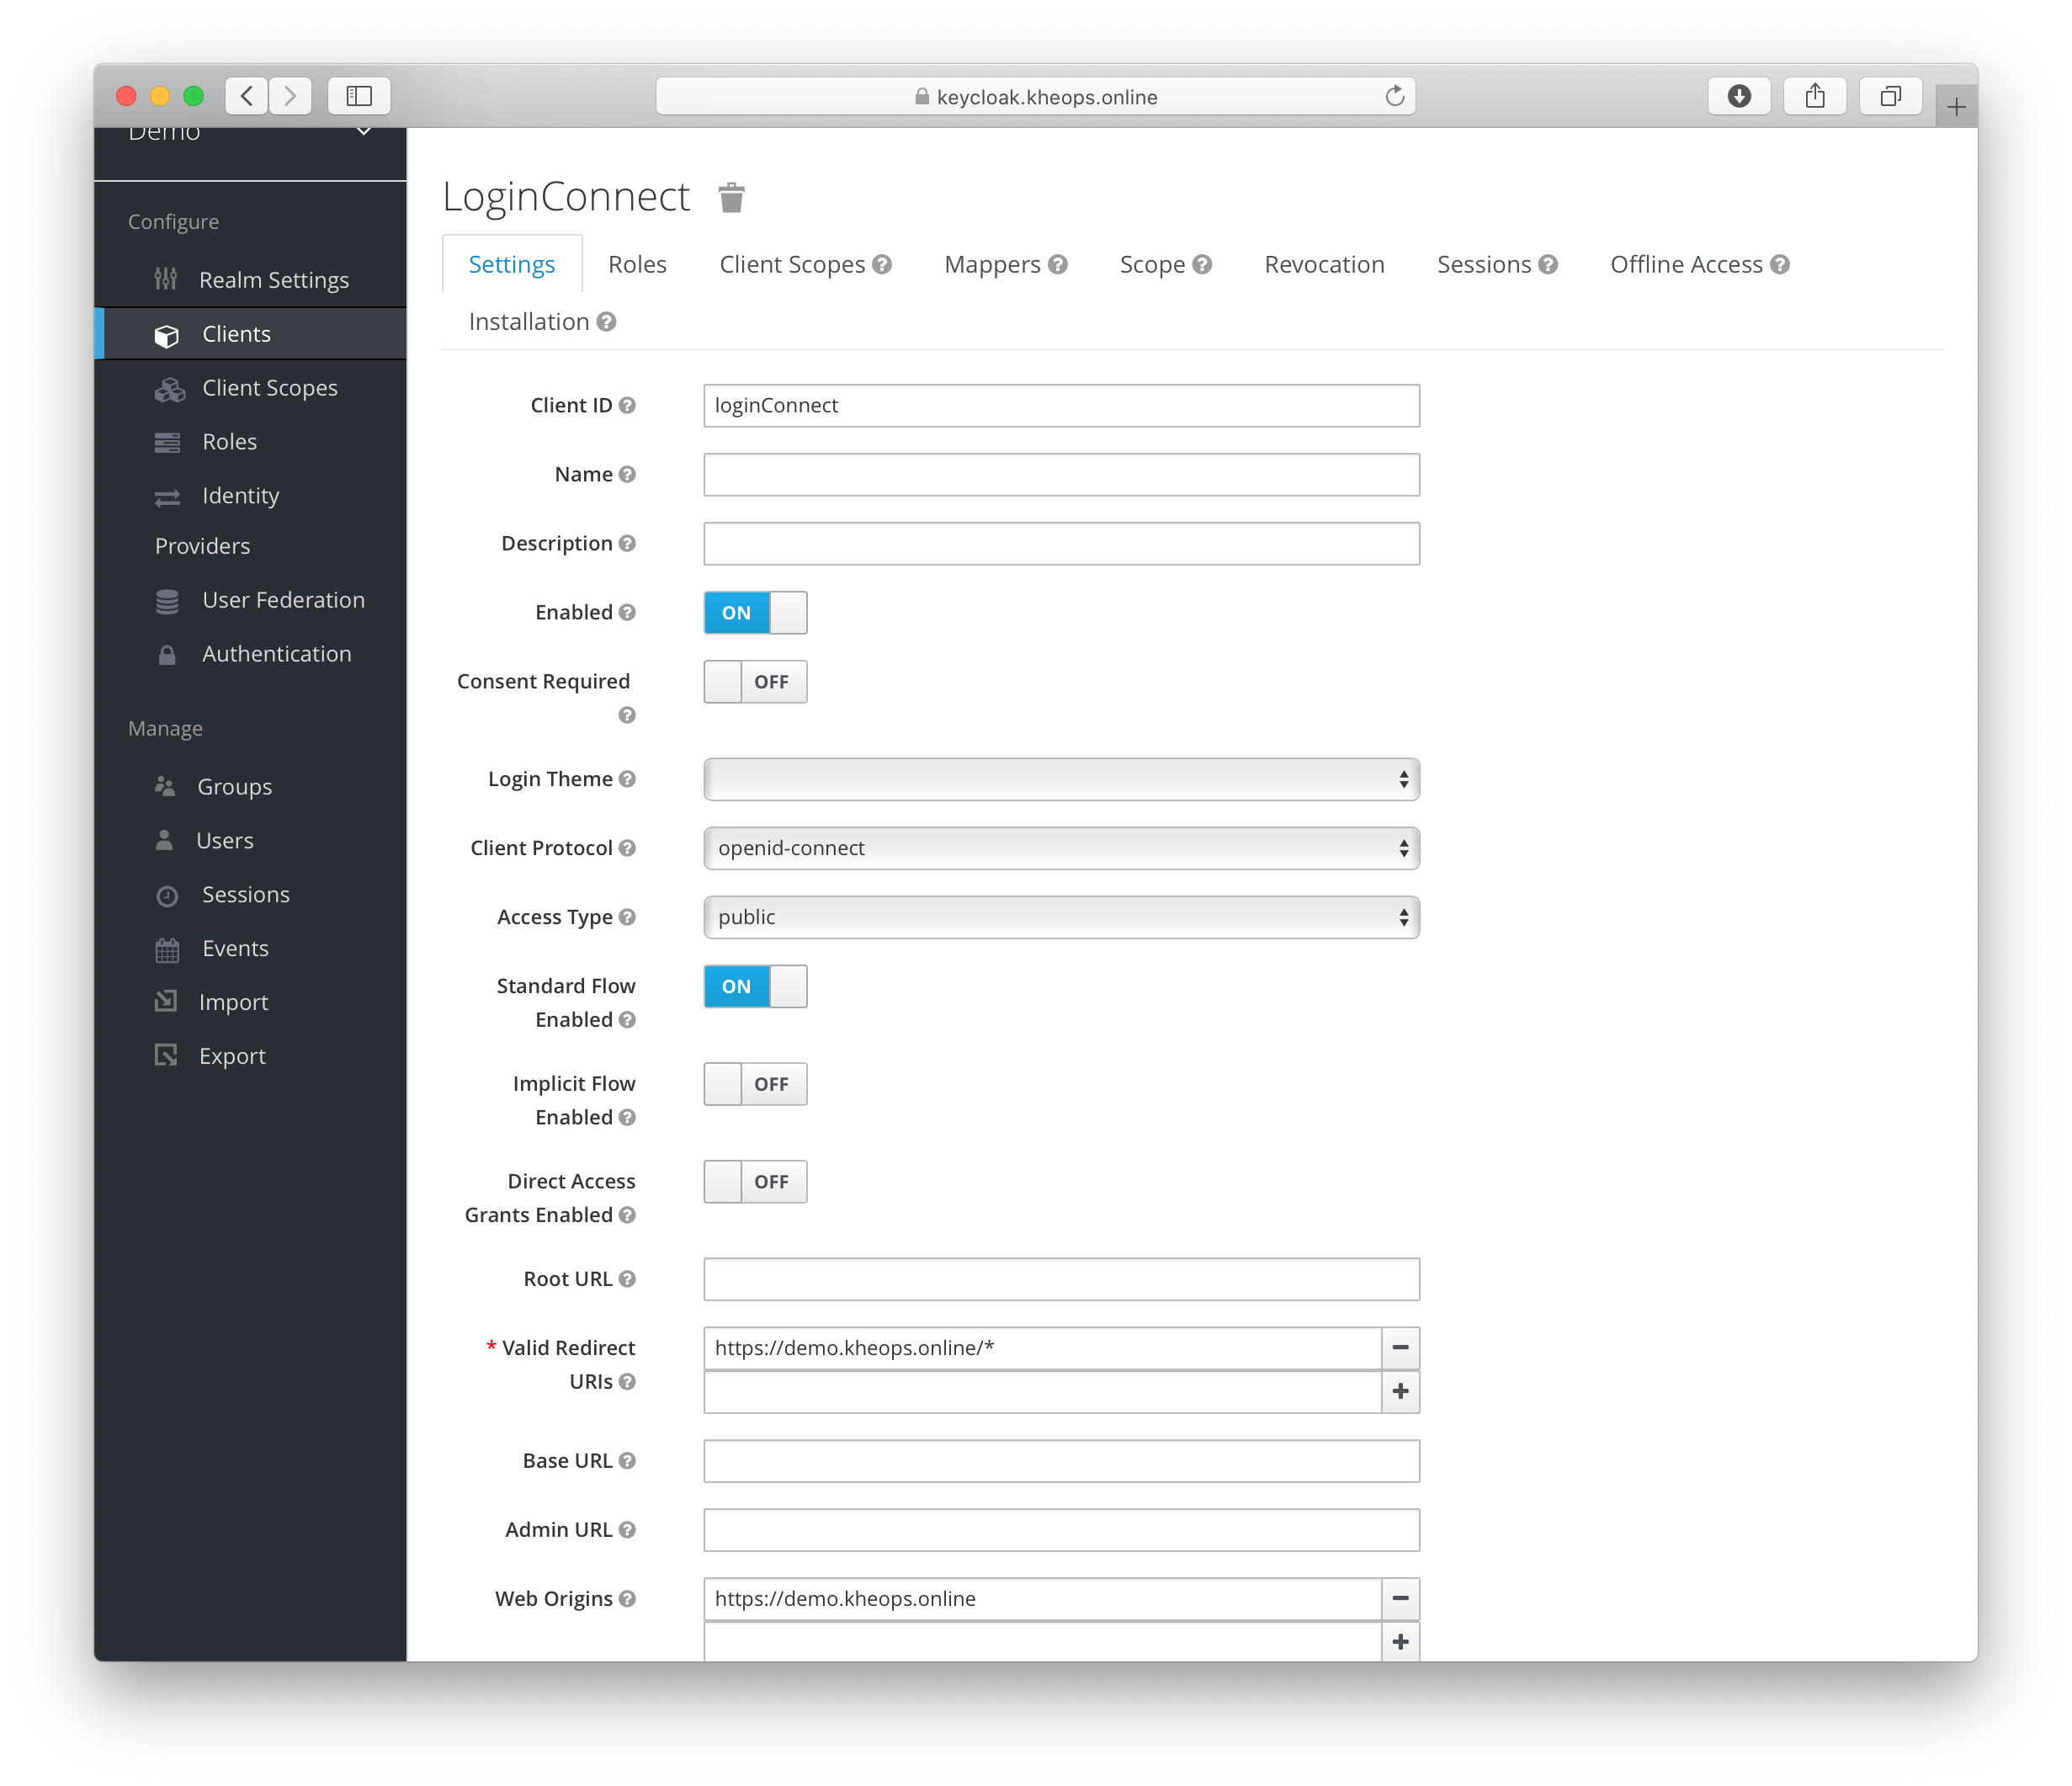 keycloak.kheops.online
Demo
Configure
Realm Settings
Clients
Client Scopes
Roles
Identity
Providers
User Federation
Authentication
Manage
Groups
Users
Sessions
Events
Import
Export
LoginConnect
Settings Roles Client Scopes Mappers Scope Revocation Sessions Offline Access
Installation
Client ID loginConnect
Name
Description
Enabled ON
Consent Required OFF
Login Theme
Client Protocol openid-connect
Access Type public
Standard Flow ON
Enabled
Implicit Flow OFF
Enabled
Direct Access OFF
Grants Enabled
Root URL
* Valid Redirect https://demo.kheops.online/*
URIs
Base URL
Admin URL
Web Origins https://demo.kheops.online